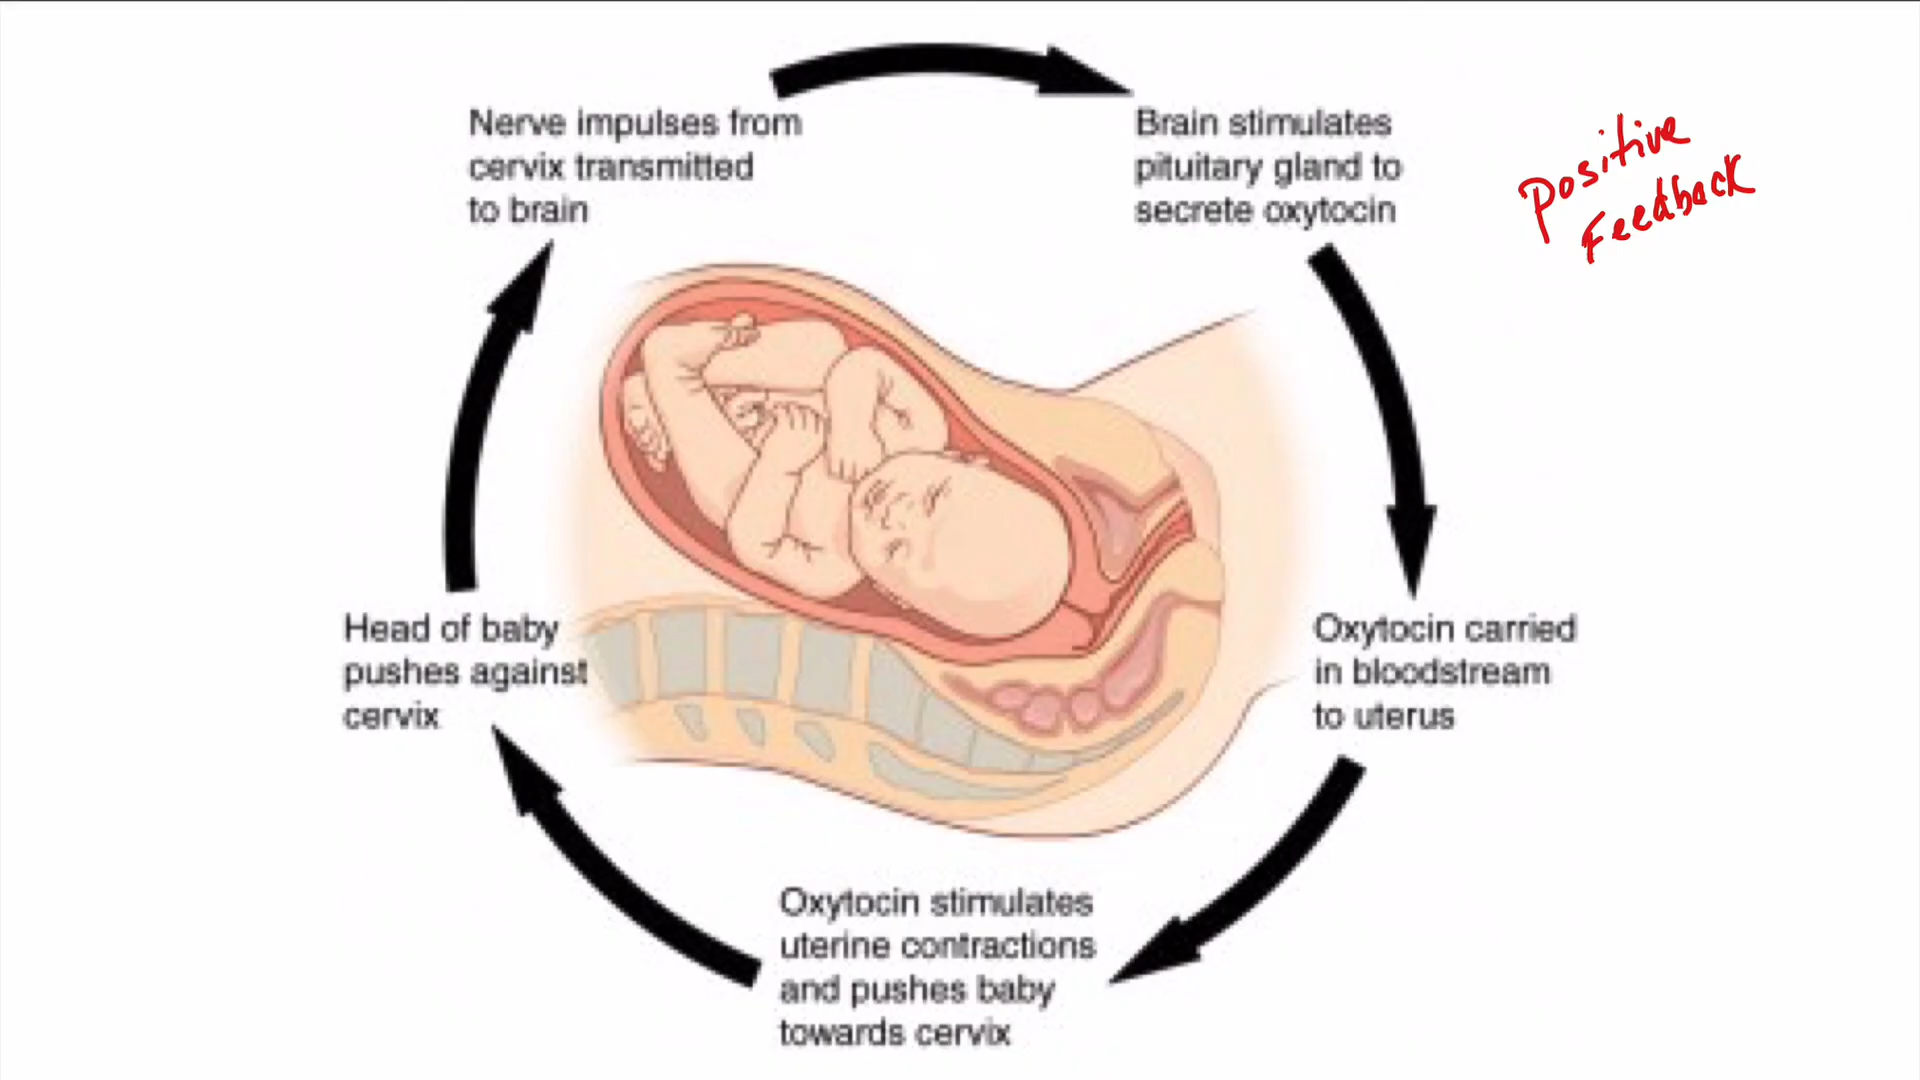 Nerve impulses from
cervix transmitted
to brain
Brain stimulates
pituitary gland to
secrete oxytocin
Positive
Feedback
Head of baby
pushes against
cervix
Oxytocin carried
in bloodstream
to uterus
Oxytocin stimulates
uterine contractions
and pushes baby
towards cervix